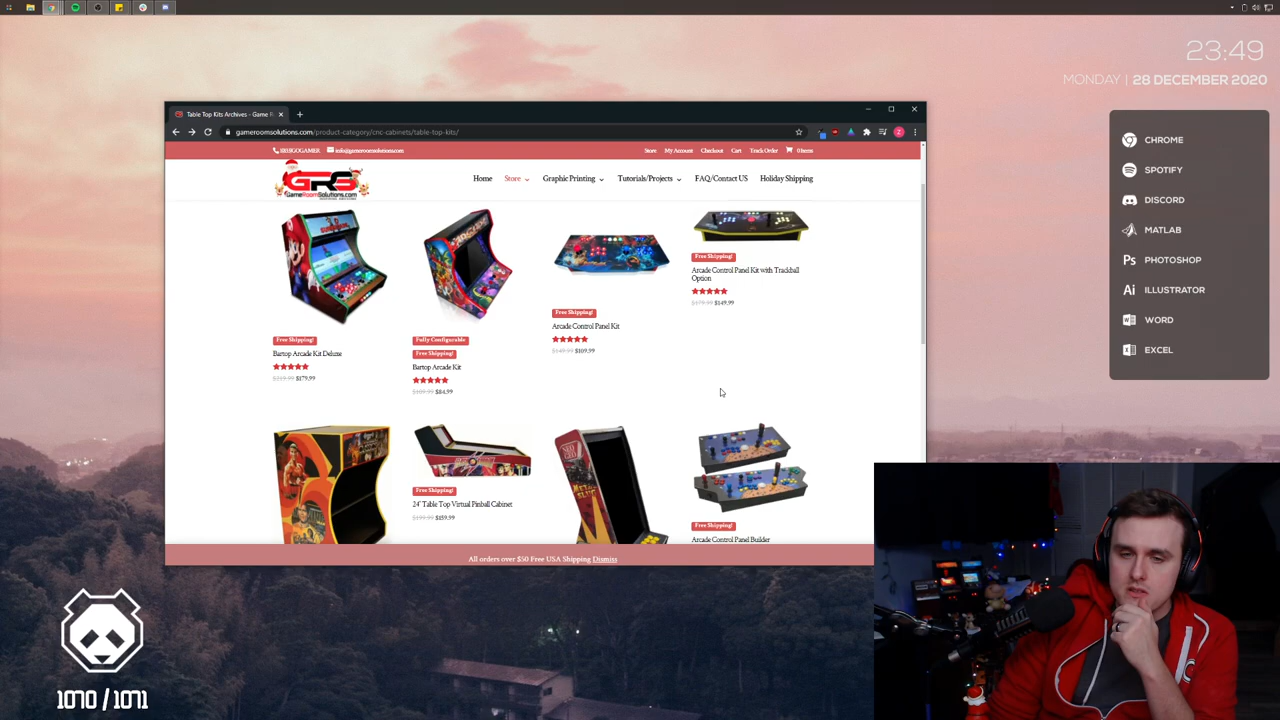 23:49
MONDAY | 28 DECEMBER 2020
Table Top Kits Archives - Game R
gameroomsolutions.com/product-category/cnc-cabinets/table-top-kits/
info@gameroomsolutions.com
Store My Account Checkout Cart Track Order 0 Items
GRS
GameRoomSolutions.com
Home Store Graphic Printing Tutorials/Projects FAQ/Contact US Holiday Shipping
Free Shipping!
Bartop Arcade Kit Deluxe
$179.99
Fully Configurable
Free Shipping!
Bartop Arcade Kit
$109.99 $84.99
Free Shipping!
Arcade Control Panel Kit
$149.99 $109.99
Free Shipping!
Arcade Control Panel Kit with Trackball
Option
$179.99 $149.99
Free Shipping!
24" Table Top Virtual Pinball Cabinet
$199.99 $159.99
METAL SLUG
Free Shipping!
Arcade Control Panel Builder
All orders over $50 Free USA Shipping Dismiss
CHROME
SPOTIFY
DISCORD
MATLAB
Ps PHOTOSHOP
Ai ILLUSTRATOR
WORD
EXCEL
1070 / 1071